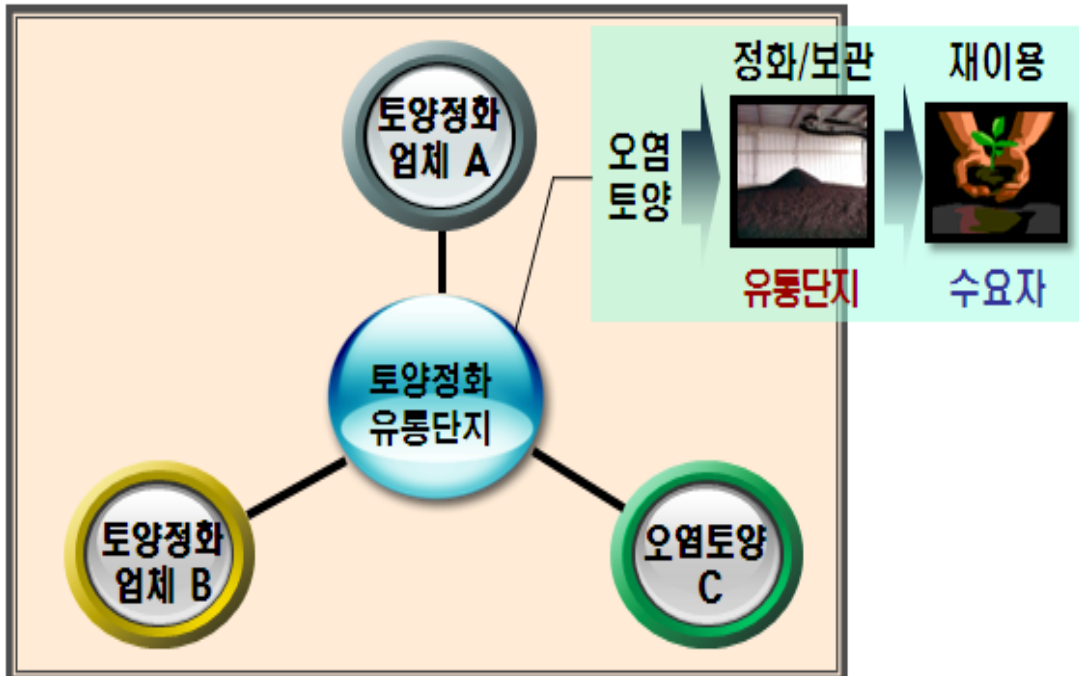 토양정화
업체 A
정화/보관
재이용
오염
토양
유통단지
수요자
토양정화
유통단지
토양정화
업체 B
오염토양
C